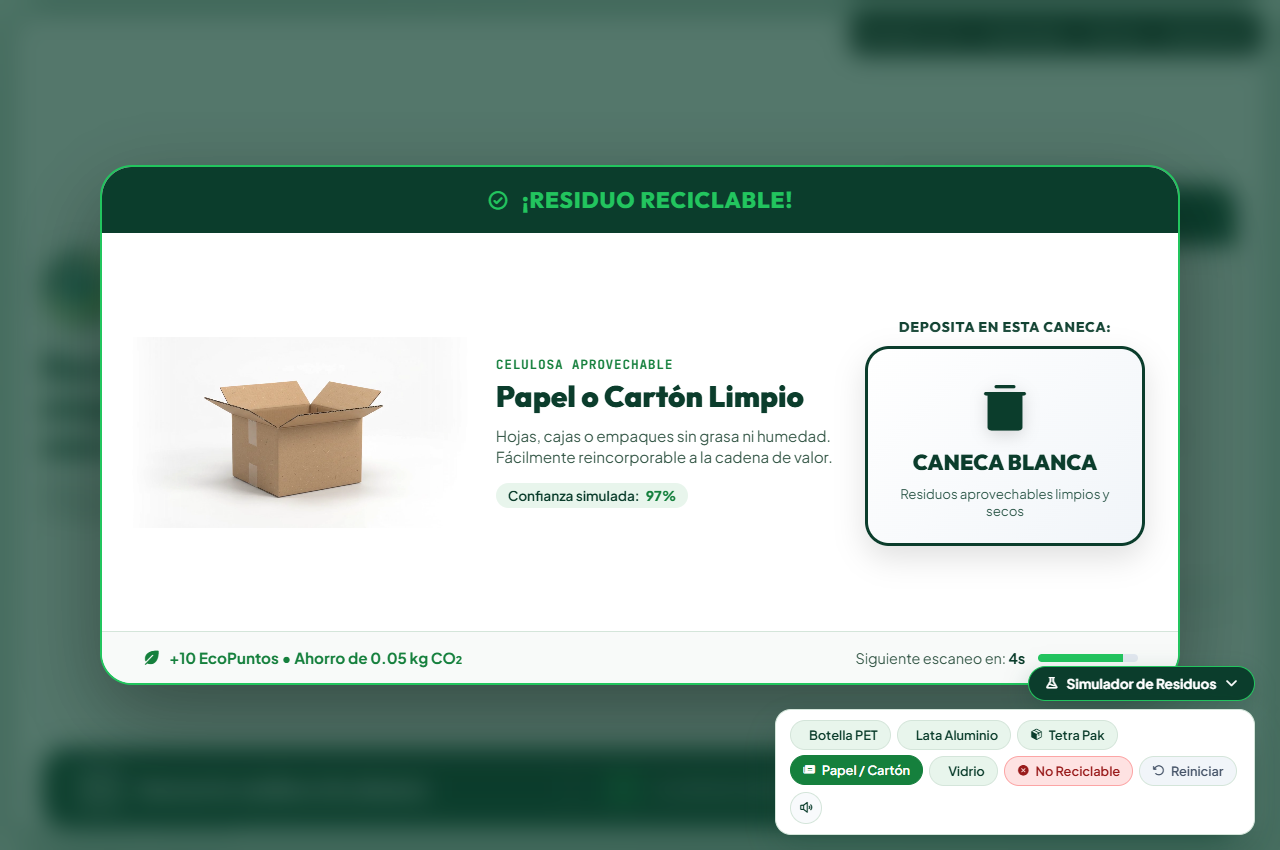 ¡RESIDUO RECICLABLE!
CELULOSA APROVECHABLE
Papel o Cartón Limpio
Hojas, cajas o empaques sin grasa ni humedad.
Fácilmente reincorporable a la cadena de valor.
Confianza simulada: 97%
DEPOSITA EN ESTA CANECA:
CANECA BLANCA
Residuos aprovechables limpios y
secos
+10 EcoPuntos • Ahorro de 0.05 kg CO₂
Siguiente escaneo en: 4s
Simulador de Residuos
Botella PET
Lata Aluminio
Tetra Pak
Papel / Cartón
Vidrio
No Reciclable
Reiniciar